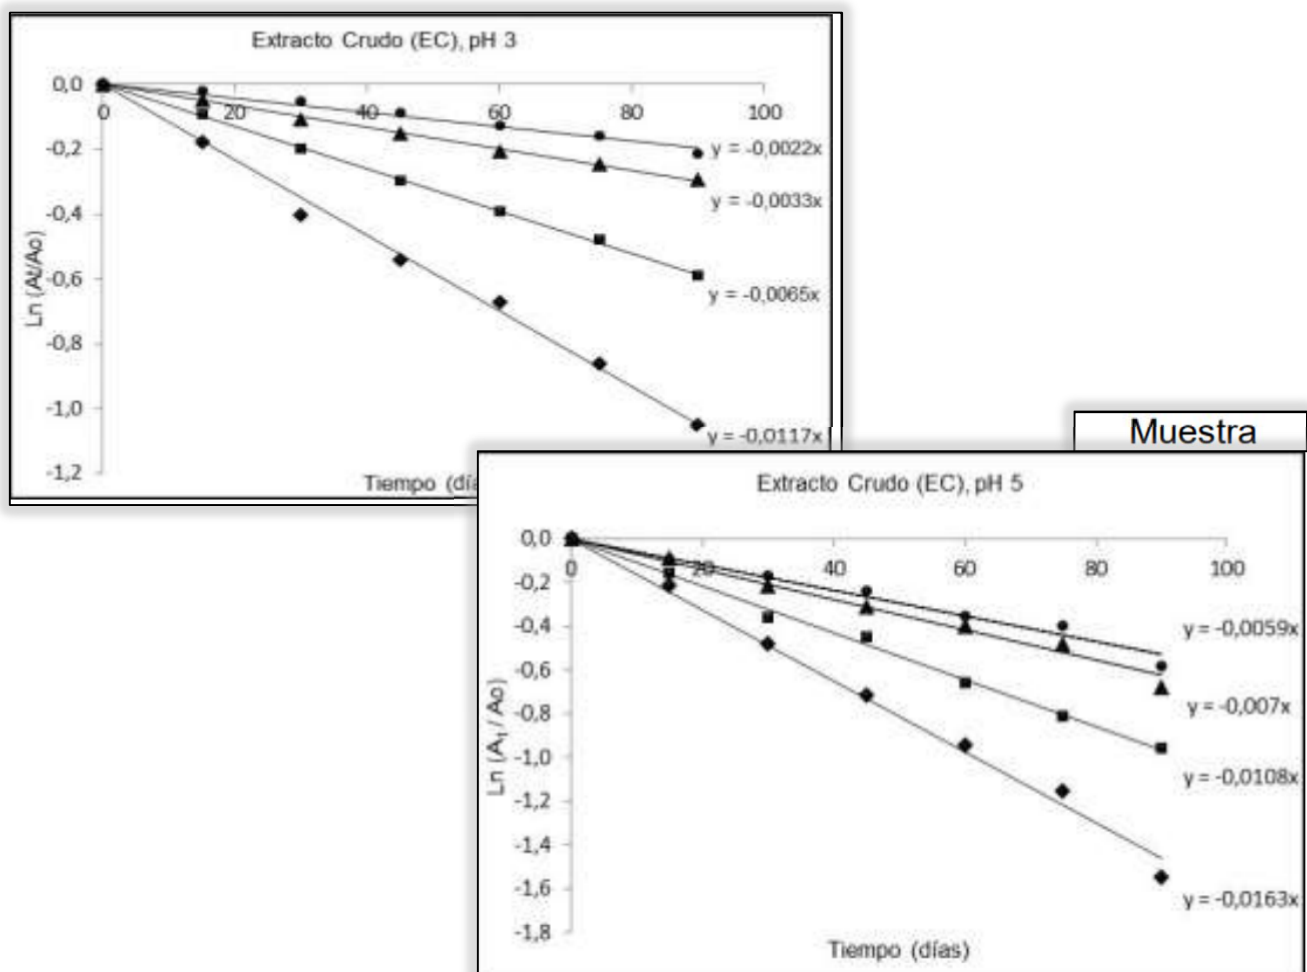 Extracto Crudo (EC), pH 3
0,0
0 20 40 60 80 100
-0,2
-0,4
-0,6
-0,8
-1,0
-1,2
Ln (At/Ao)
y = -0,0022x
y = -0,0033x
y = -0,0065x
y = -0,0117x
Tiempo (día
Muestra
Extracto Crudo (EC), pH 5
0,0
0 20 40 60 80 100
-0,2
-0,4
-0,6
-0,8
-1,0
-1,2
-1,4
-1,6
-1,8
Ln (At / Ao)
y = -0,0059x
y = -0,007x
y = -0,0108x
y = -0,0163x
Tiempo (días)